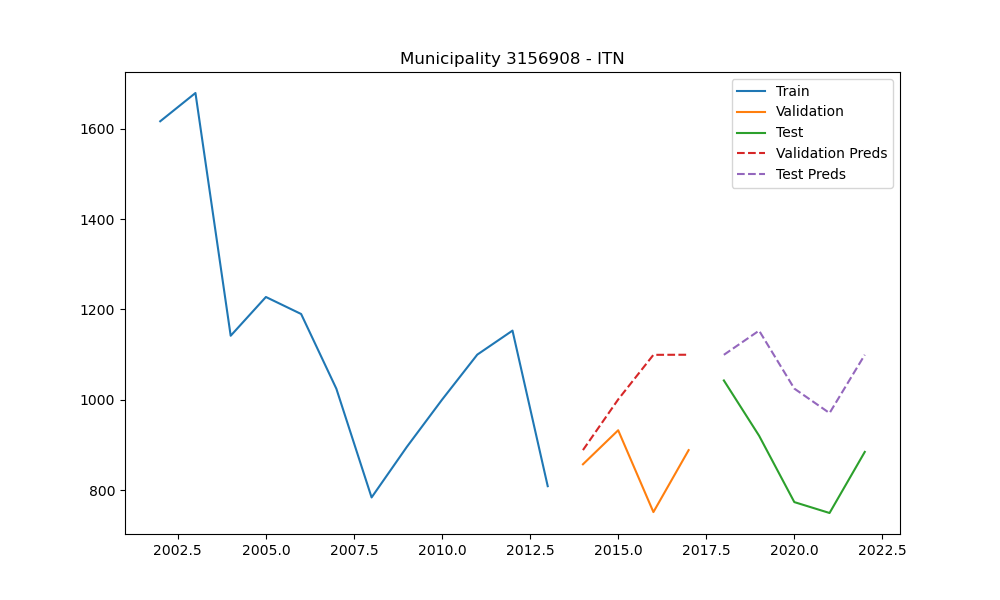 Municipality 3156908 - ITN
Train
Validation
Test
Validation Preds
Test Preds
1600
1400
1200
1000
800
2002.5 2005.0 2007.5 2010.0 2012.5 2015.0 2017.5 2020.0 2022.5